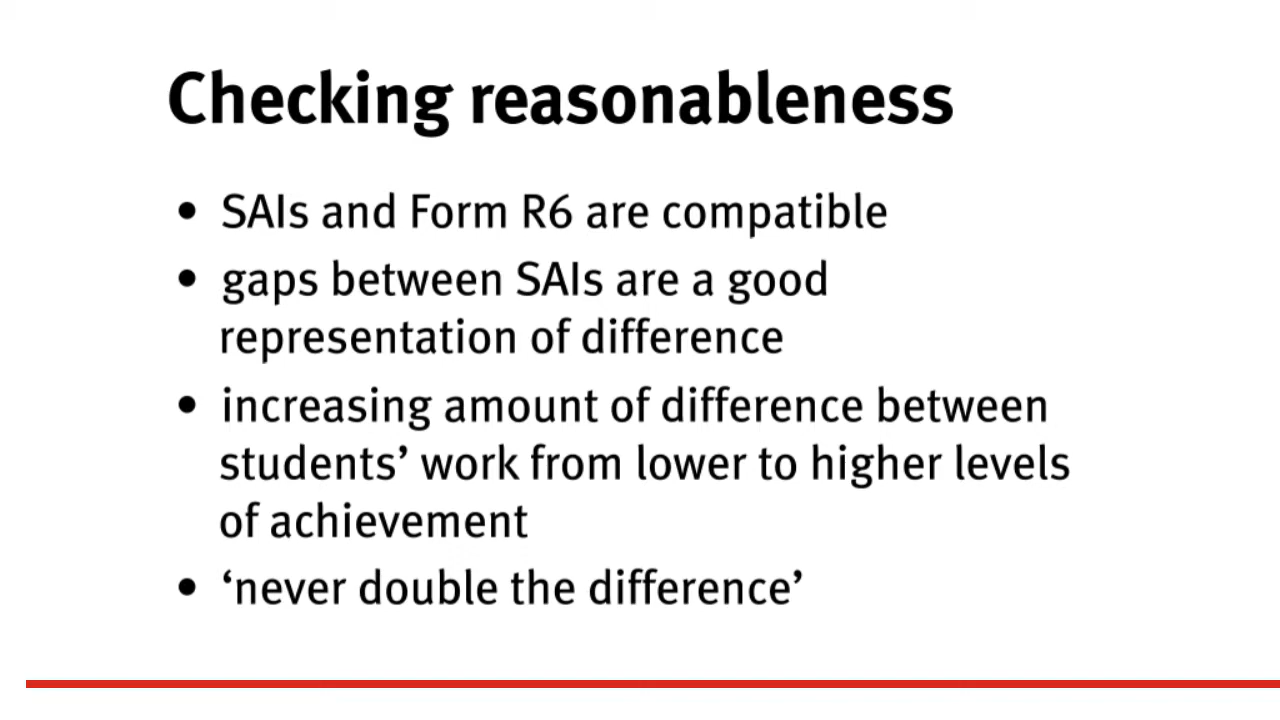 Checking reasonableness
• SAIs and Form R6 are compatible
• gaps between SAIs are a good
representation of difference
• increasing amount of difference between
students’ work from lower to higher levels
of achievement
• ‘never double the difference’